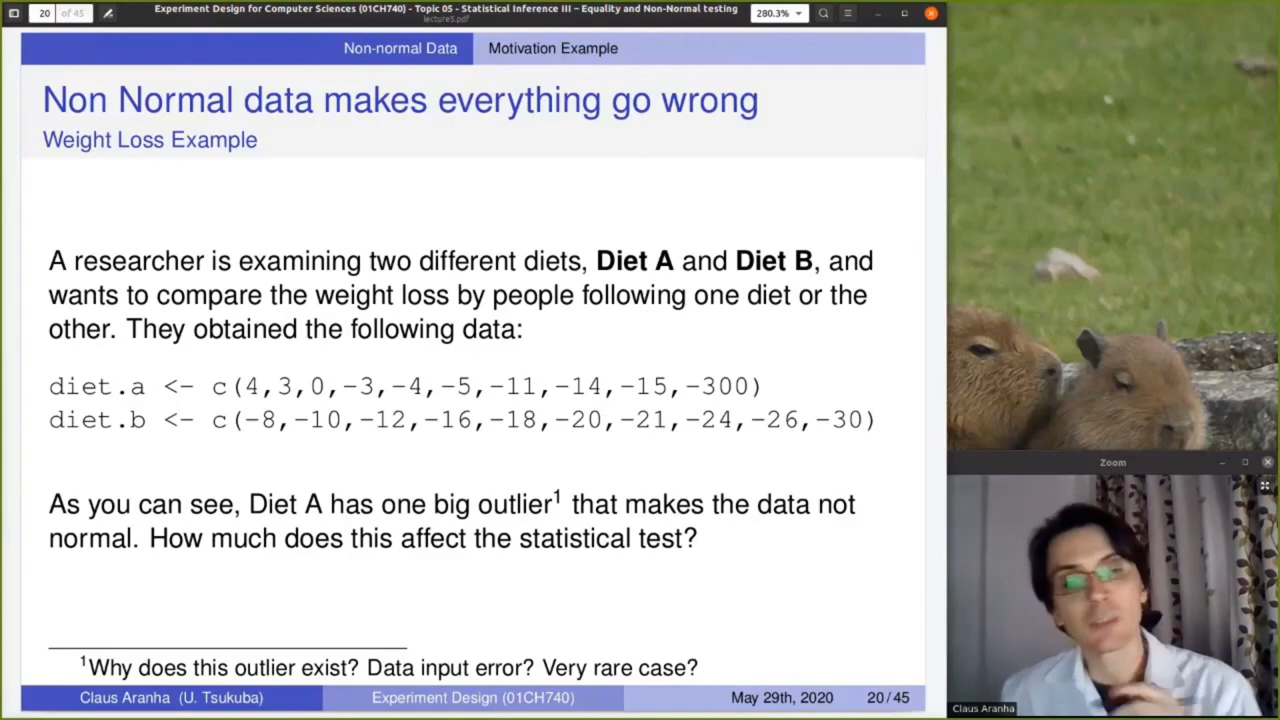 20 of 45
Experiment Design for Computer Sciences (01CH740) - Topic 05 - Statistical Inference III – Equality and Non-Normal testing
lecture5.pdf
280.3%
Non-normal Data Motivation Example
Non Normal data makes everything go wrong
Weight Loss Example
A researcher is examining two different diets, Diet A and Diet B, and
wants to compare the weight loss by people following one diet or the
other. They obtained the following data:
diet.a <- c(4,3,0,-3,-4,-5,-11,-14,-15,-300)
diet.b <- c(-8,-10,-12,-16,-18,-20,-21,-24,-26,-30)
As you can see, Diet A has one big outlier¹ that makes the data not
normal. How much does this affect the statistical test?
¹Why does this outlier exist? Data input error? Very rare case?
Claus Aranha (U. Tsukuba) Experiment Design (01CH740) May 29th, 2020 20/45
Zoom
Claus Aranha